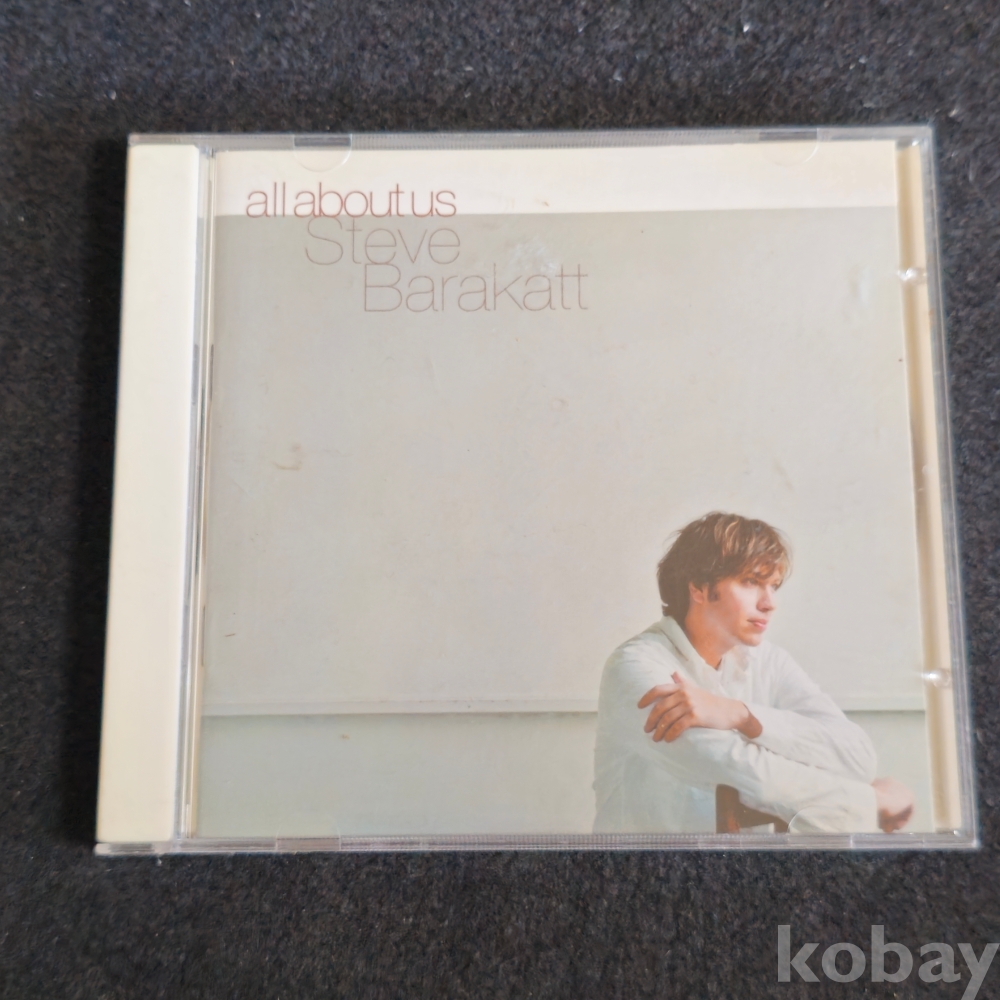 all about us
Steve
Barakatt
kobay